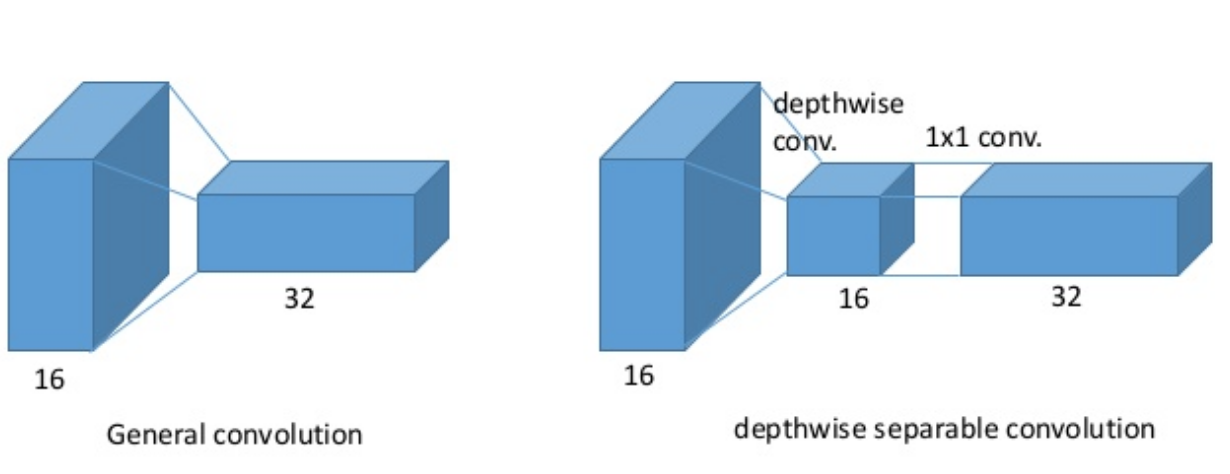 32
16
General convolution
depthwise
conv.
1x1 conv.
16
32
16
depthwise separable convolution